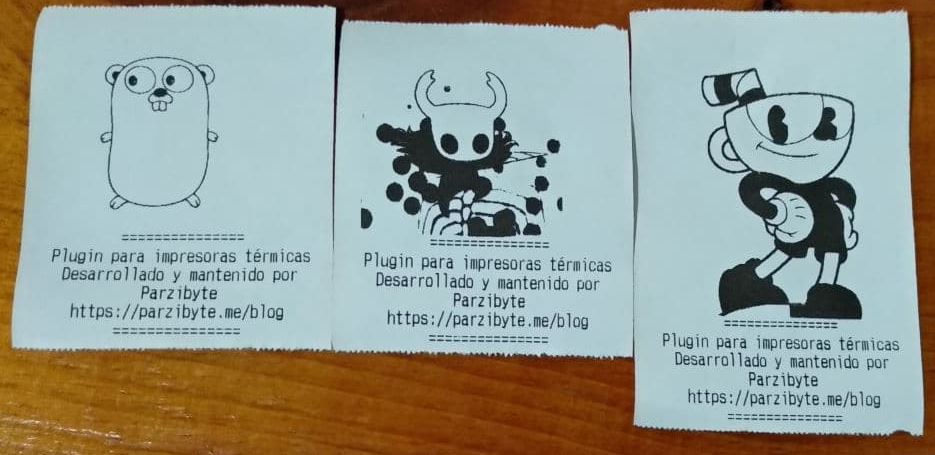 ===============
Plugin para impresoras térmicas
Desarrollado y mantenido por
Parzibyte
https://parzibyte.me/blog
===============
===============
Plugin para impresoras térmicas
Desarrollado y mantenido por
Parzibyte
https://parzibyte.me/blog
===============
===============
Plugin para impresoras térmicas
Desarrollado y mantenido por
Parzibyte
https://parzibyte.me/blog
===============